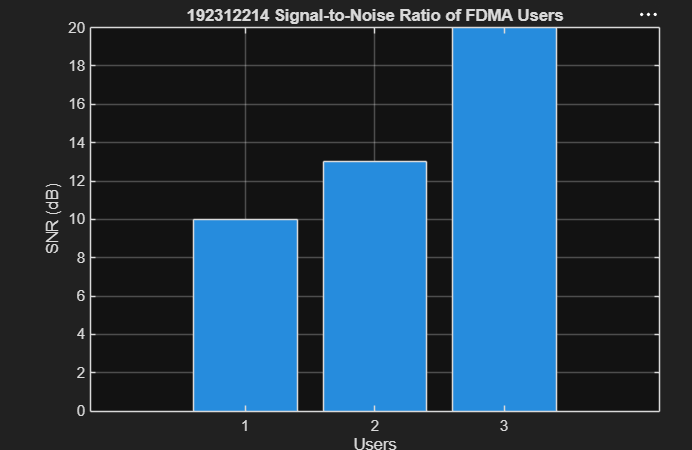 192312214 Signal-to-Noise Ratio of FDMA Users
20
18
16
14
12
10
8
6
4
2
0
SNR (dB)
1 2 3
Users